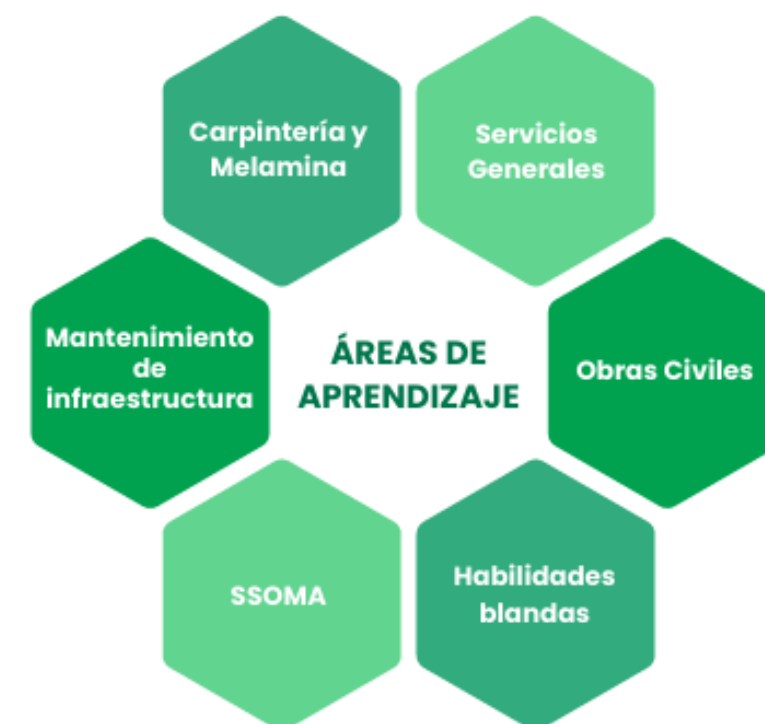 Carpintería y
Melamina
Servicios
Generales
Mantenimiento
de
infraestructura
ÁREAS DE
APRENDIZAJE
Obras Civiles
SSOMA
Habilidades
blandas